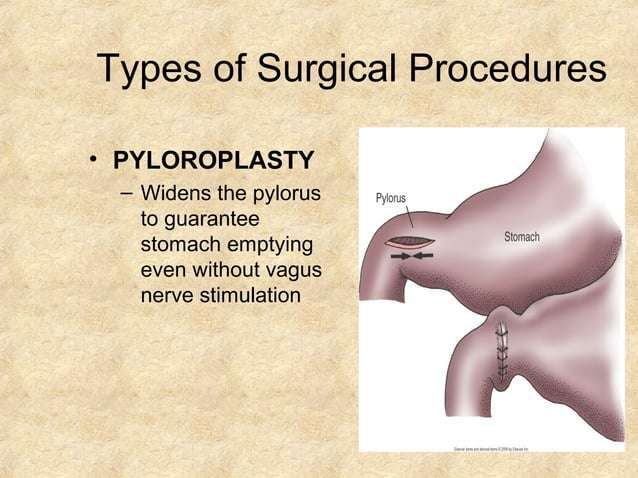 Types of Surgical Procedures
• PYLOROPLASTY
– Widens the pylorus
to guarantee
stomach emptying
even without vagus
nerve stimulation
Pylorus
Stomach